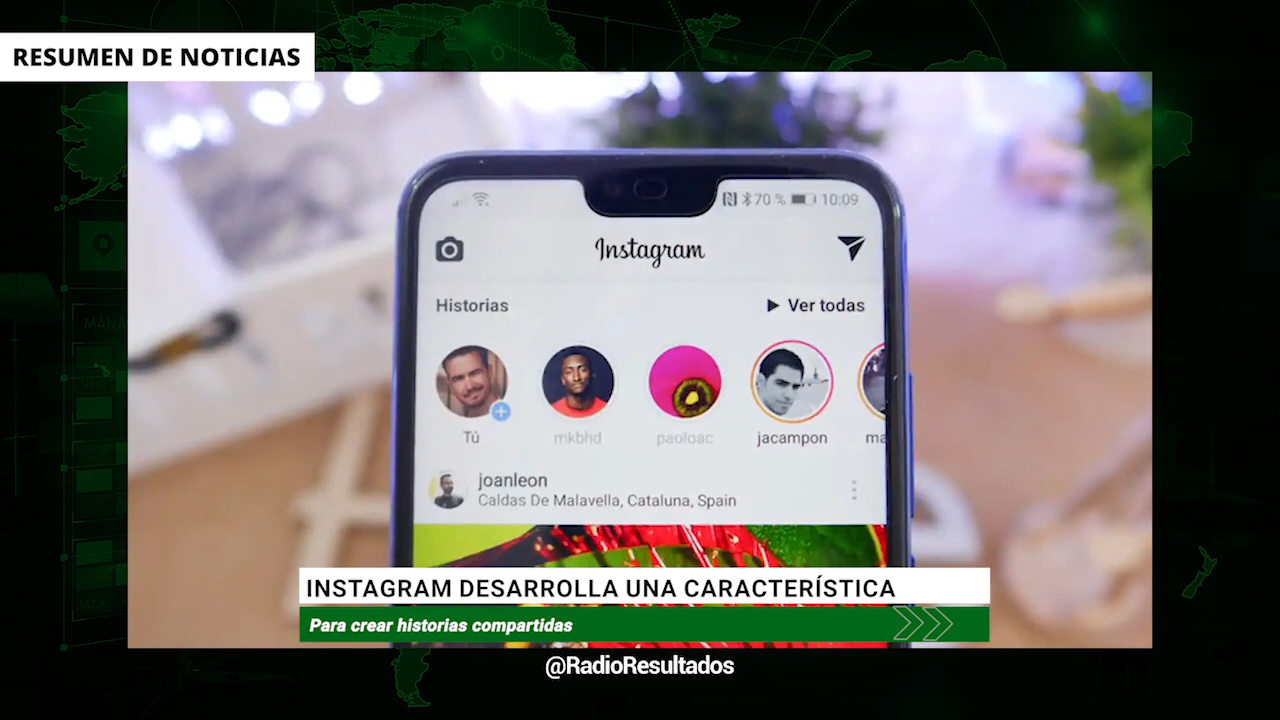 RESUMEN DE NOTICIAS
70 % 10:09
Instagram
Historias
Ver todas
Tú
mkbhd
paoloac
jacampon
joanleon
Caldas De Malavella, Cataluna, Spain
INSTAGRAM DESARROLLA UNA CARACTERÍSTICA
Para crear historias compartidas
@RadioResultados